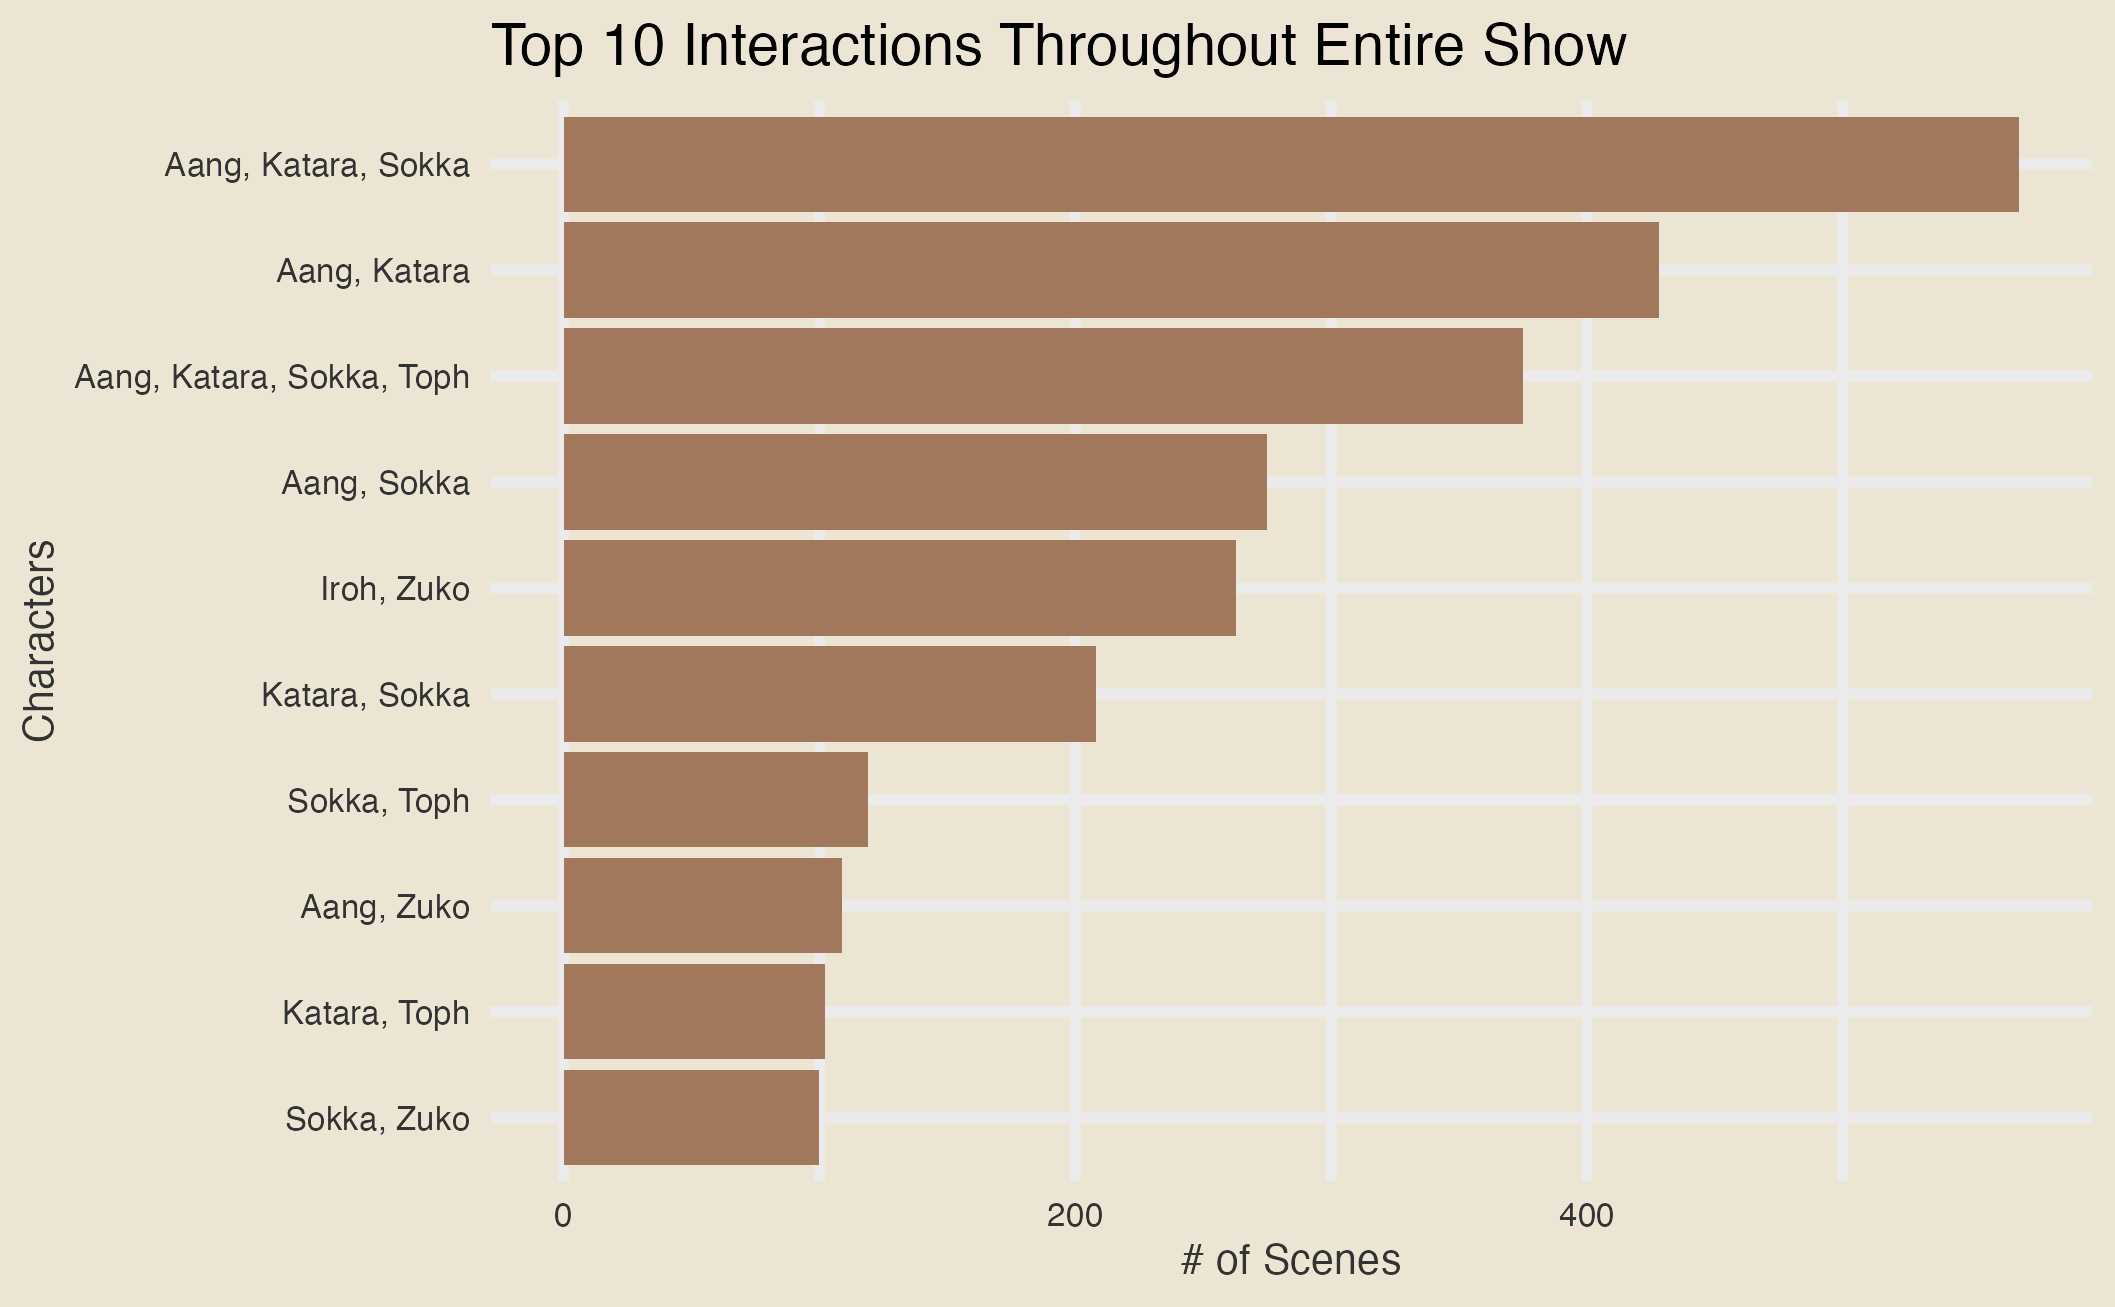 Top 10 Interactions Throughout Entire Show
Characters
Aang, Katara, Sokka
Aang, Katara
Aang, Katara, Sokka, Toph
Aang, Sokka
Iroh, Zuko
Katara, Sokka
Sokka, Toph
Aang, Zuko
Katara, Toph
Sokka, Zuko
0 200 400
# of Scenes